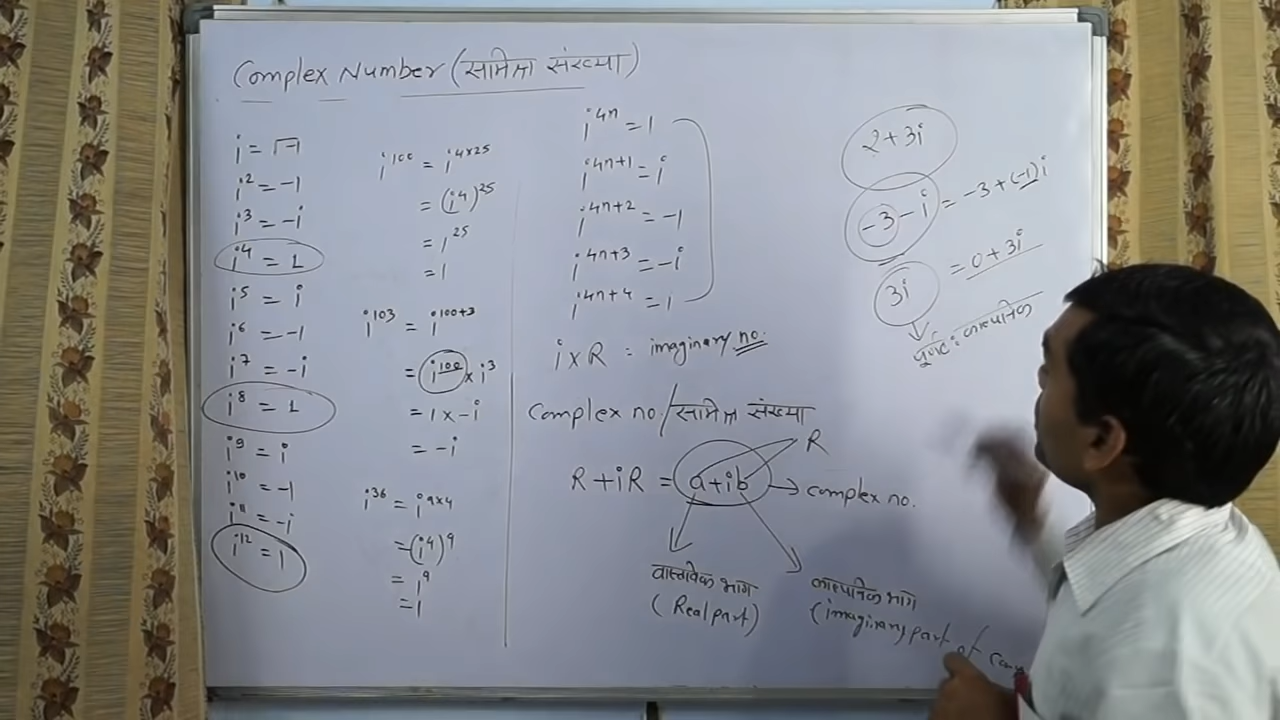 Complex Number (सामिता संख्या)
i = √-1
i² = -1
i³ = -i
i⁴ = 1
i⁵ = i
i⁶ = -1
i⁷ = -i
i⁸ = 1
i⁹ = i
i¹⁰ = -1
i¹¹ = -i
i¹² = 1
i¹⁰⁰ = i⁴ˣ²⁵
= (i⁴)²⁵
= 1²⁵
= 1
i¹⁰³ = i¹⁰⁰⁺³
= i¹⁰⁰ × i³
= 1 × -i
= -i
i³⁶ = i⁹ˣ⁴
= (i⁴)⁹
= 1⁹
= 1
i⁴ⁿ = 1
i⁴ⁿ⁺¹ = i
i⁴ⁿ⁺² = -1
i⁴ⁿ⁺³ = -i
i⁴ⁿ⁺⁴ = 1
i × R = imaginary no.
Complex no./सामिता संख्या
R
R + iR = a+ib → complex no.
वास्तविक भाग
(Real part)
काल्पनिक भाग
(imaginary part of
2 + 3i
-3 - i = -3 + (-1)i
3i = 0 + 3i
पूर्णतः काल्पनिक